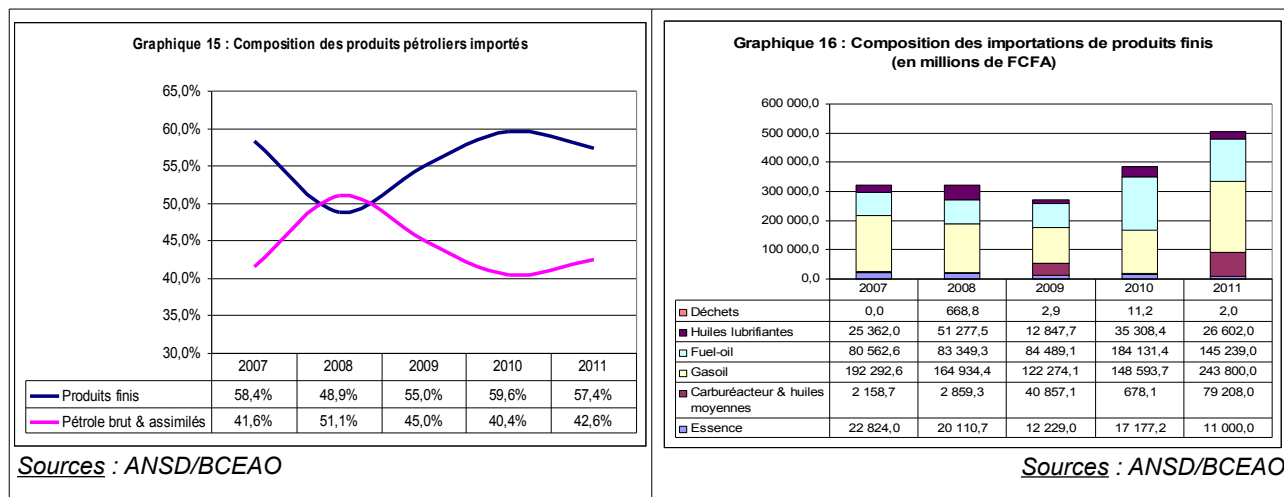 Graphique 15 : Composition des produits pétroliers importés
65,0%
60,0%
55,0%
50,0%
45,0%
40,0%
35,0%
30,0%
2007 2008 2009 2010 2011
Produits finis 58,4% 48,9% 55,0% 59,6% 57,4%
Pétrole brut & assimilés 41,6% 51,1% 45,0% 40,4% 42,6%
Sources : ANSD/BCEAO
Graphique 16 : Composition des importations de produits finis
(en millions de FCFA)
600 000,0
500 000,0
400 000,0
300 000,0
200 000,0
100 000,0
0,0
2007 2008 2009 2010 2011
Déchets 0,0 668,8 2,9 11,2 2,0
Huiles lubrifiantes 25 362,0 51 277,5 12 847,7 35 308,4 26 602,0
Fuel-oil 80 562,6 83 349,3 84 489,1 184 131,4 145 239,0
Gasoil 192 292,6 164 934,4 122 274,1 148 593,7 243 800,0
Carburéacteur & huiles 2 158,7 2 859,3 40 857,1 678,1 79 208,0
moyennes
Essence 22 824,0 20 110,7 12 229,0 17 177,2 11 000,0
Sources : ANSD/BCEAO